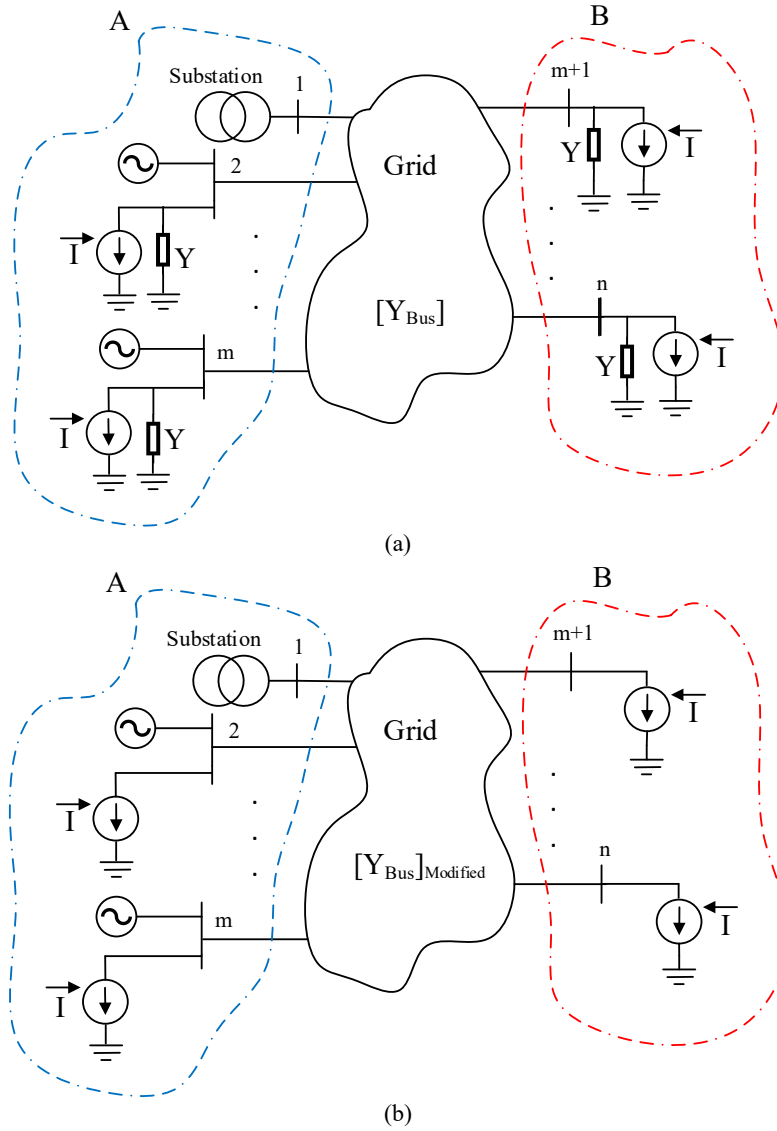 A
B
Substation
1
m+1
2
Grid
Y
I
I
Y
[Y_Bus]
n
m
Y
I
I
Y
(a)
A
B
Substation
1
m+1
2
Grid
I
I
[Y_Bus]_Modified
n
m
I
I
(b)